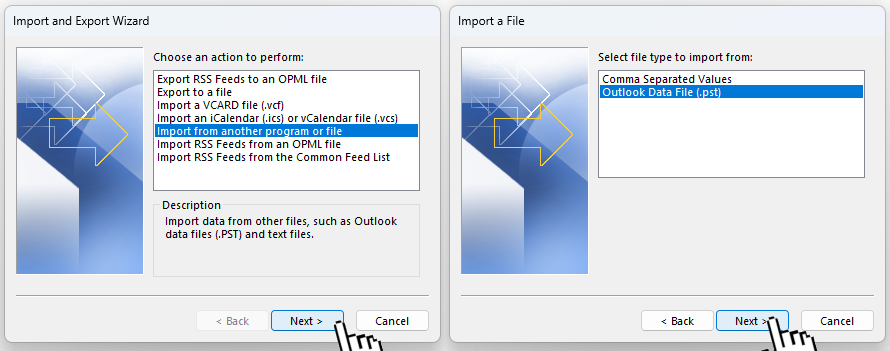 Import and Export Wizard
Choose an action to perform:
Export RSS Feeds to an OPML file
Export to a file
Import a VCARD file (.vcf)
Import an iCalendar (.ics) or vCalendar file (.vcs)
Import from another program or file
Import RSS Feeds from an OPML file
Import RSS Feeds from the Common Feed List
Description
Import data from other files, such as Outlook
data files (.PST) and text files.
< Back
Next >
Cancel
Import a File
Select file type to import from:
Comma Separated Values
Outlook Data File (.pst)
< Back
Next >
Cancel